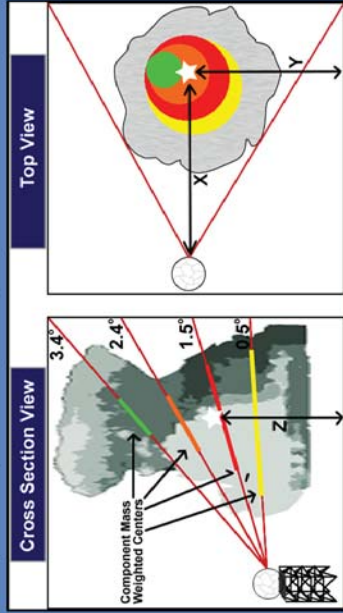 Cross Section View
3.4°
2.4°
1.5°
0.5°
Component Mass
Weighted Centers
Z
Top View
X
Y